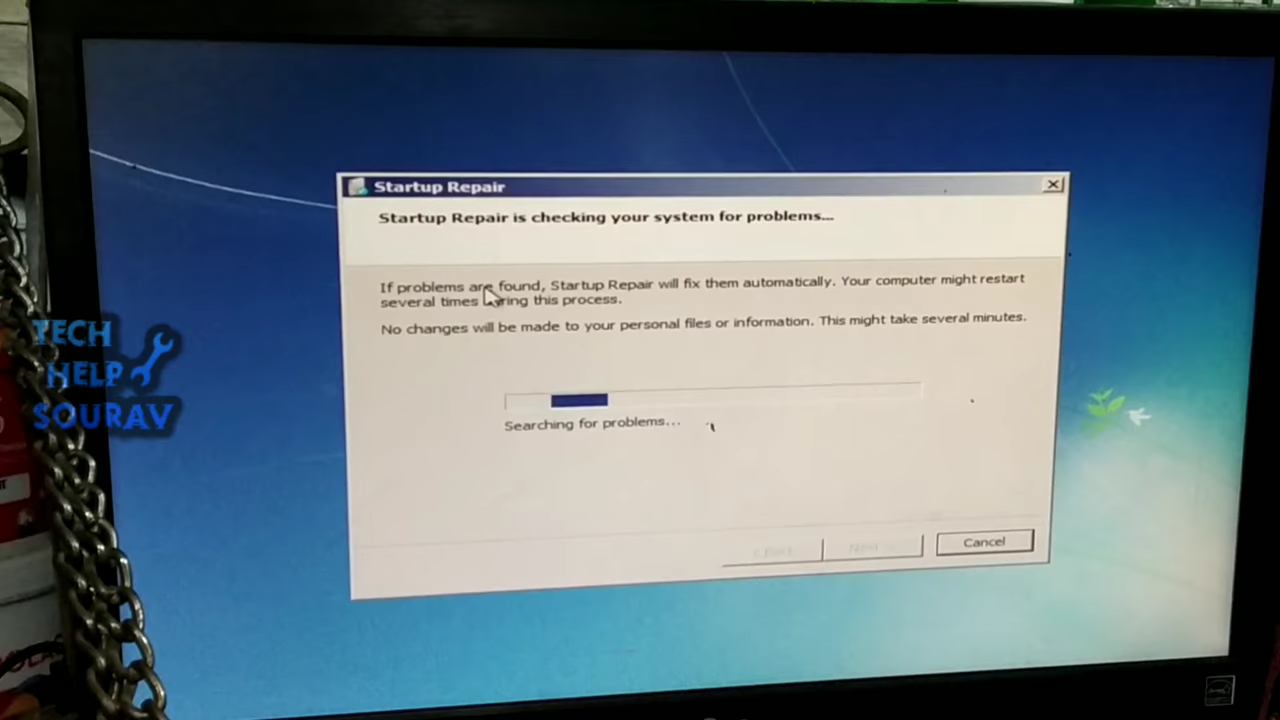 Startup Repair
Startup Repair is checking your system for problems...
If problems are found, Startup Repair will fix them automatically. Your computer might restart
several times during this process.
No changes will be made to your personal files or information. This might take several minutes.
TECH
HELP
SOURAV
Searching for problems...
< Back
Next >
Cancel